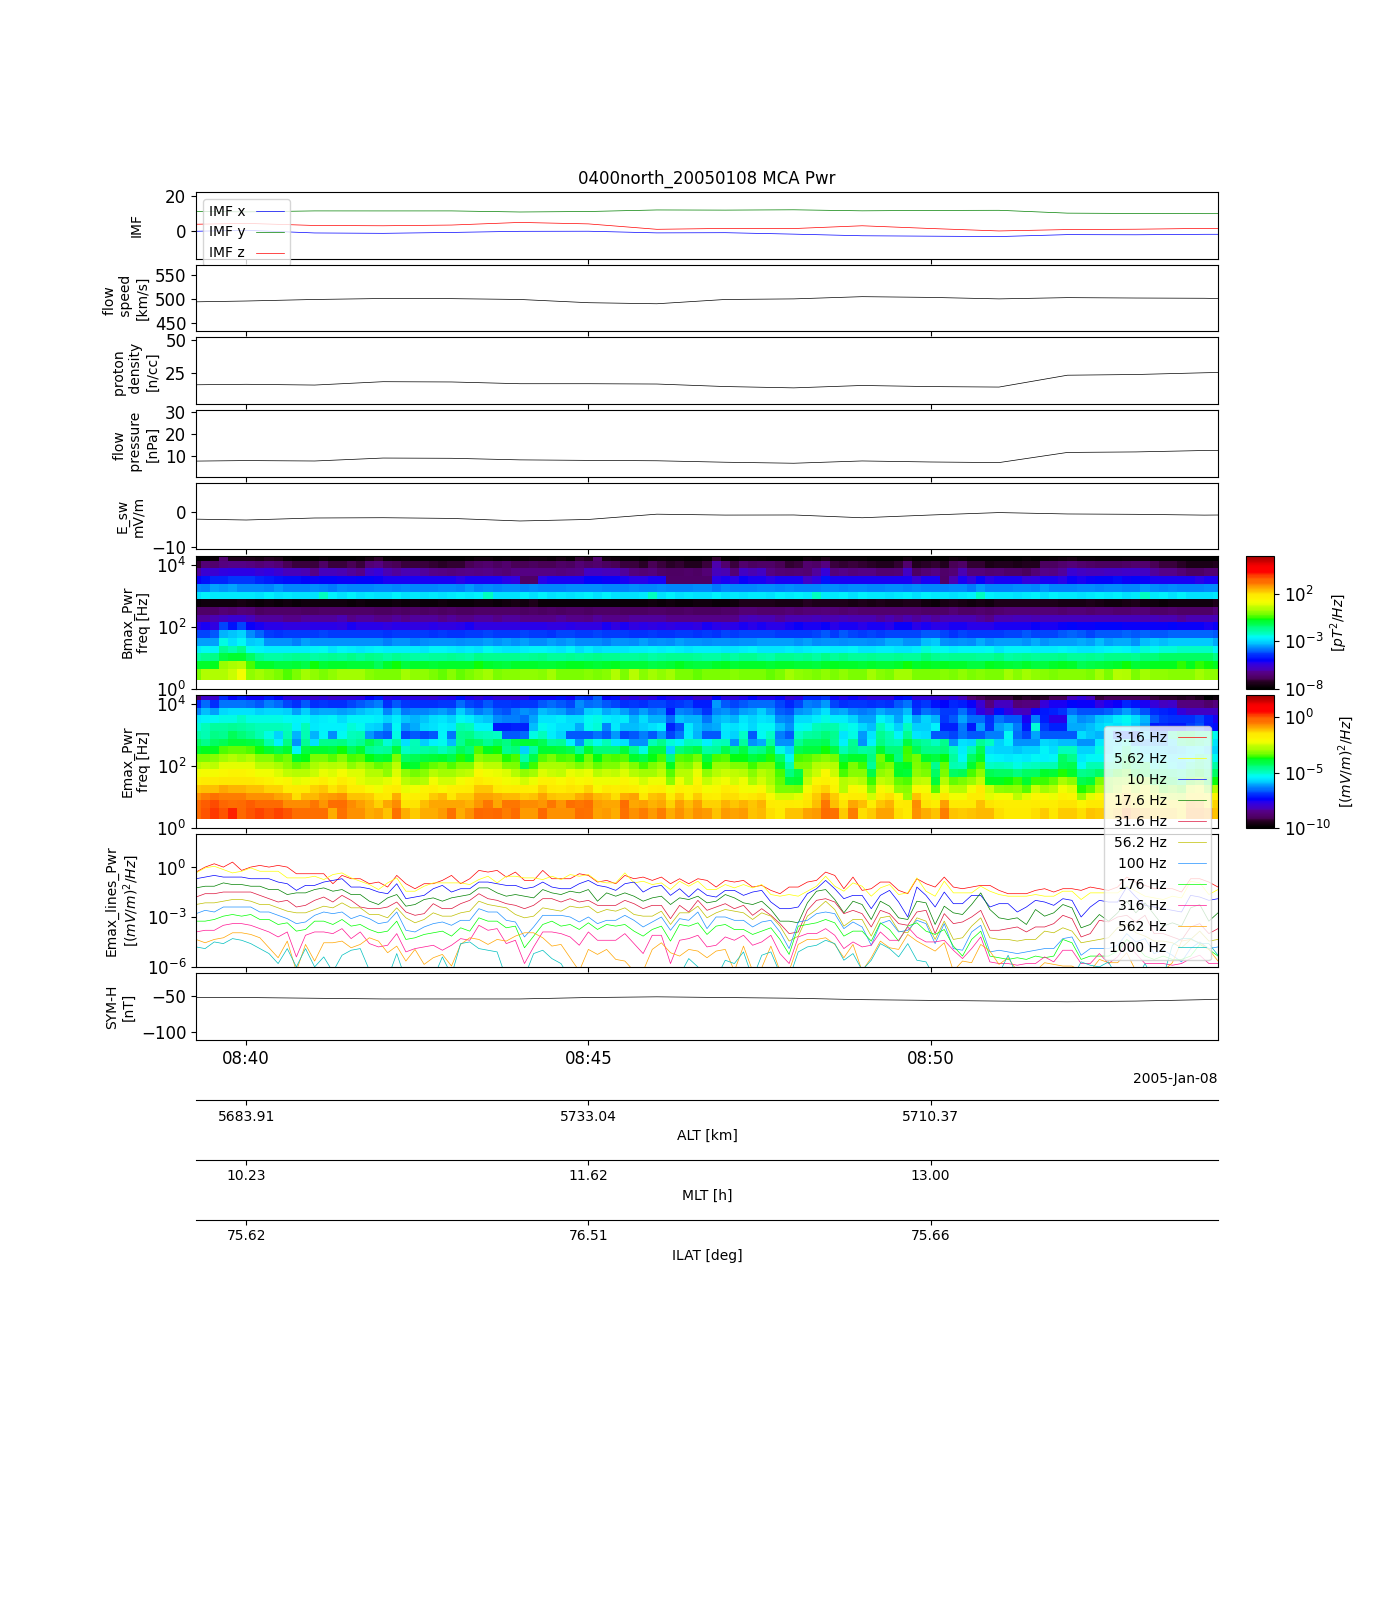 0400north_20050108 MCA Pwr
20
0
IMF
IMF x
IMF y
IMF z
550
500
450
flow
speed
[km/s]
50
25
proton
density
[n/cc]
30
20
10
flow
pressure
[nPa]
0
−10
E_sw
mV/m
10⁴
10²
10⁰
Bmax_Pwr
freq [Hz]
10²
10⁻³
10⁻⁸
[pT²/Hz]
10⁴
10²
10⁰
Emax_Pwr
freq [Hz]
10⁰
10⁻⁵
10⁻¹⁰
[(mV/m)²/Hz]
3.16 Hz
5.62 Hz
10 Hz
17.6 Hz
31.6 Hz
56.2 Hz
100 Hz
176 Hz
316 Hz
562 Hz
1000 Hz
10⁰
10⁻³
10⁻⁶
Emax_lines_Pwr
[(mV/m)²/Hz]
−50
−100
SYM-H
[nT]
08:40 08:45 08:50
2005-Jan-08
5683.91 5733.04 5710.37
ALT [km]
10.23 11.62 13.00
MLT [h]
75.62 76.51 75.66
ILAT [deg]